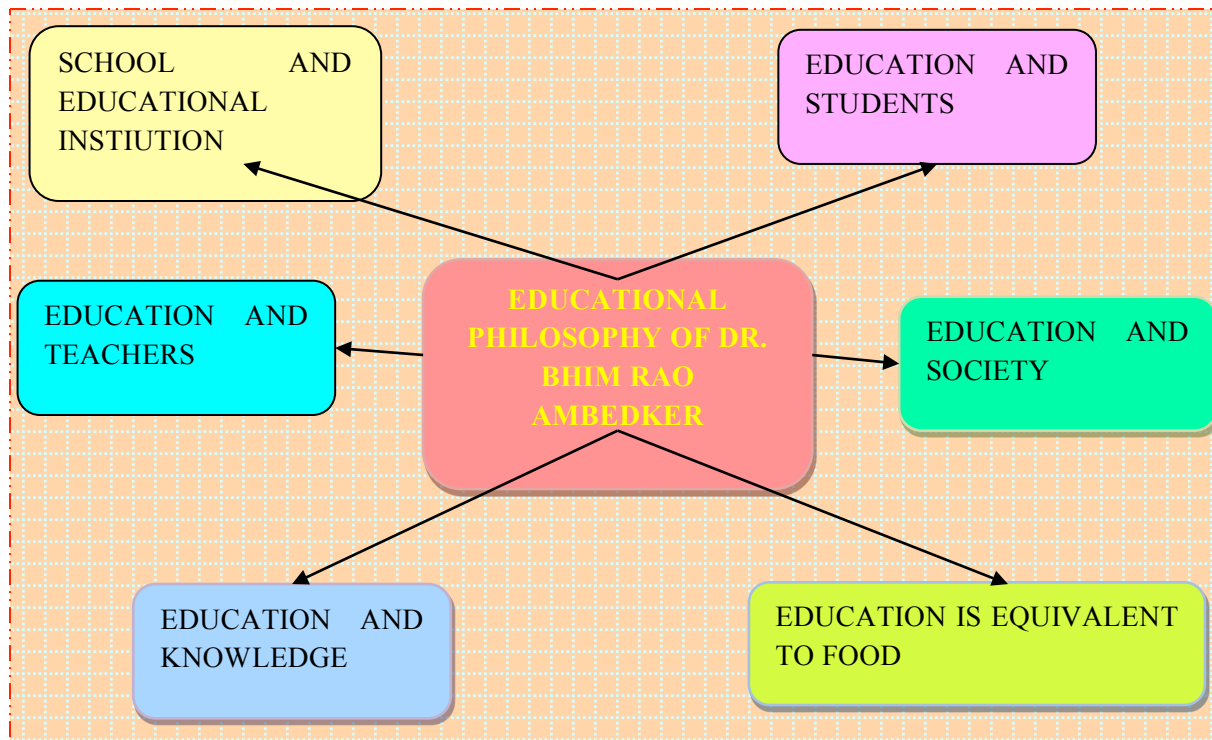 SCHOOL AND
EDUCATIONAL
INSTIUTION
EDUCATION AND
STUDENTS
EDUCATIONAL
PHILOSOPHY OF DR.
BHIM RAO
AMBEDKER
EDUCATION AND
TEACHERS
EDUCATION AND
SOCIETY
EDUCATION AND
KNOWLEDGE
EDUCATION IS EQUIVALENT
TO FOOD